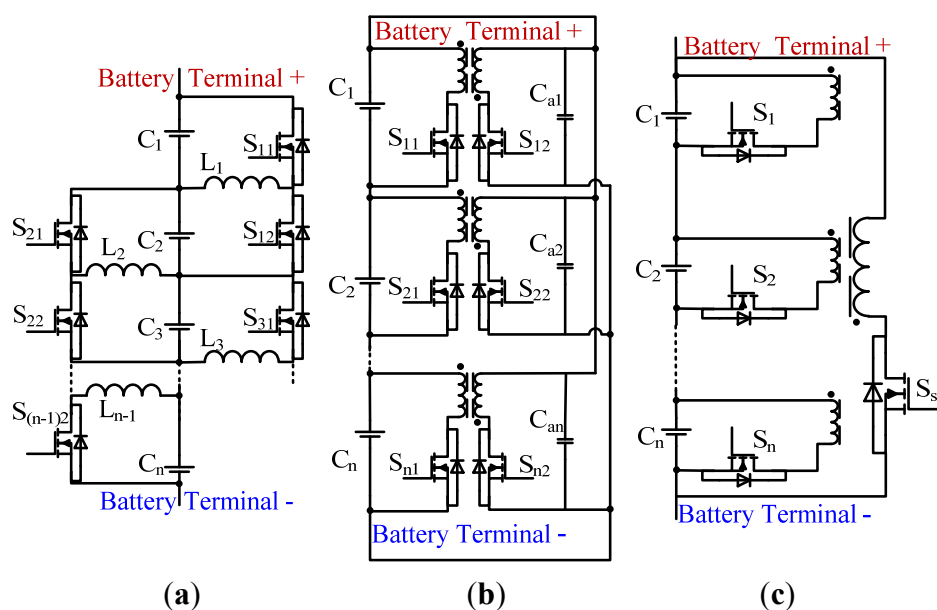 Battery Terminal +
C1
S11
L1
S21
L2
C2
S12
S22
C3
S31
L3
S(n-1)2
Ln-1
Cn
Battery Terminal -
(a)
Battery Terminal +
C1
Ca1
S11
S12
C2
Ca2
S21
S22
Cn
Can
Sn1
Sn2
Battery Terminal -
(b)
Battery Terminal +
C1
S1
C2
S2
Ss
Cn
Sn
Battery Terminal -
(c)